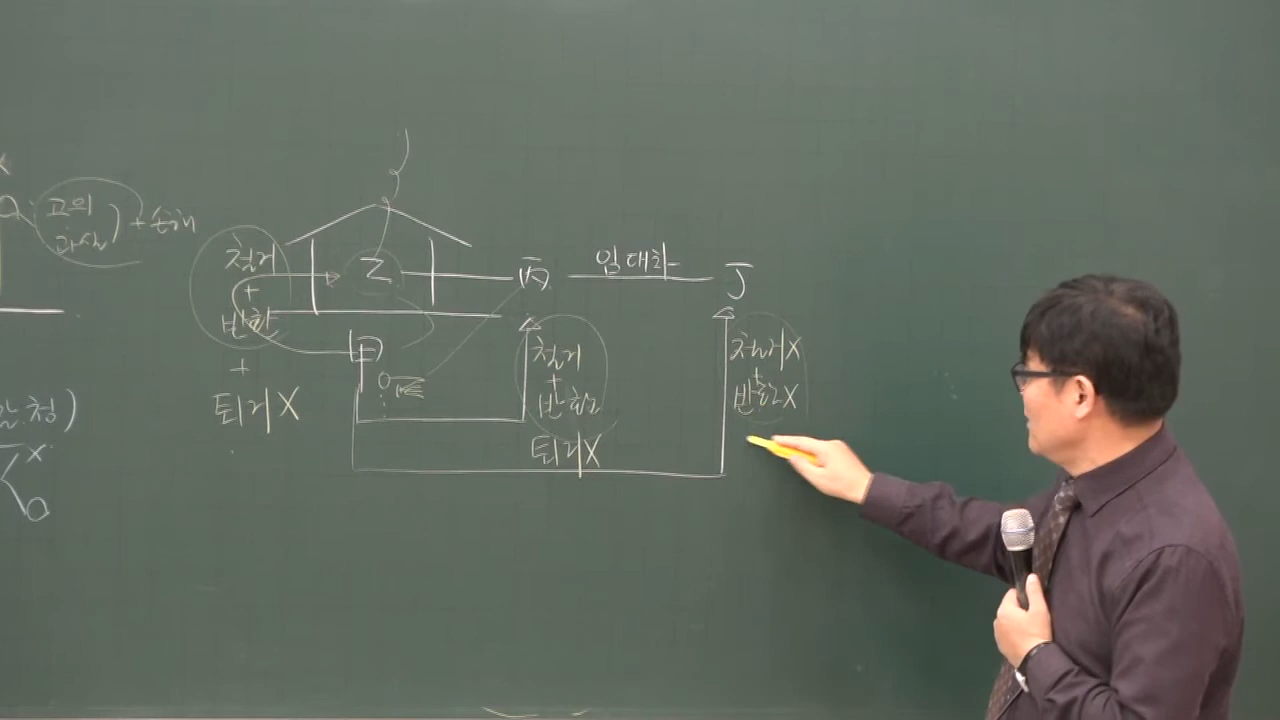 고의
과실
+ 손해
철거
+
반환
+
퇴거X
乙
丙
임대차
丁
甲
철거
+
반환
퇴거X
철거X
+
반환X
청)
X